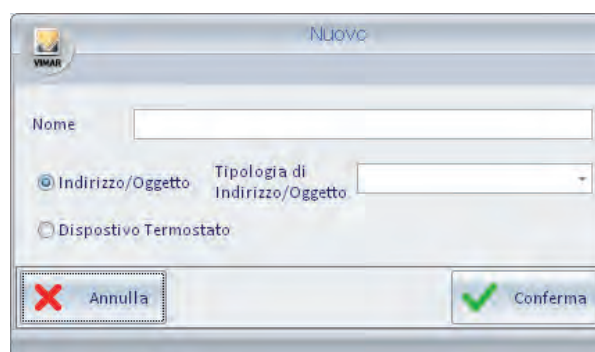 Nuovo
VIMAR
Nome
Indirizzo/Oggetto
Tipologia di
Indirizzo/Oggetto
Dispostivo Termostato
Annulla
Conferma